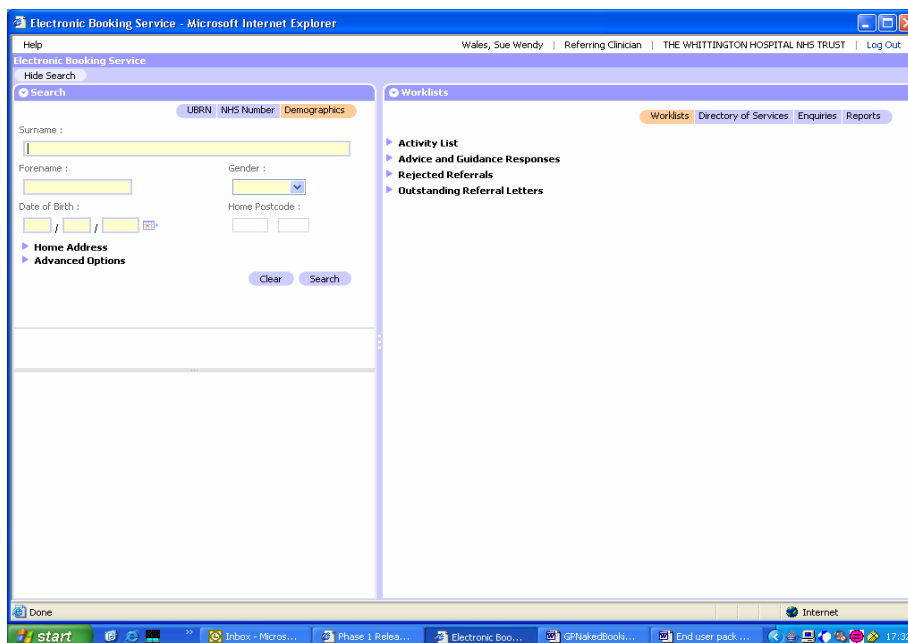 Electronic Booking Service - Microsoft Internet Explorer
Help Wales, Sue Wendy | Referring Clinician | THE WHITTINGTON HOSPITAL NHS TRUST | Log Out
Electronic Booking Service
Hide Search
Search
UBRN NHS Number Demographics
Surname :
Forename : Gender :
Date of Birth : Home Postcode :
/ /
Home Address
Advanced Options
Clear Search
Worklists
Worklists Directory of Services Enquiries Reports
Activity List
Advice and Guidance Responses
Rejected Referrals
Outstanding Referral Letters
Done Internet
start Inbox - Micros... Phase 1 Relea... Electronic Boo... GPNakedBooki... End user pack ... 17:32